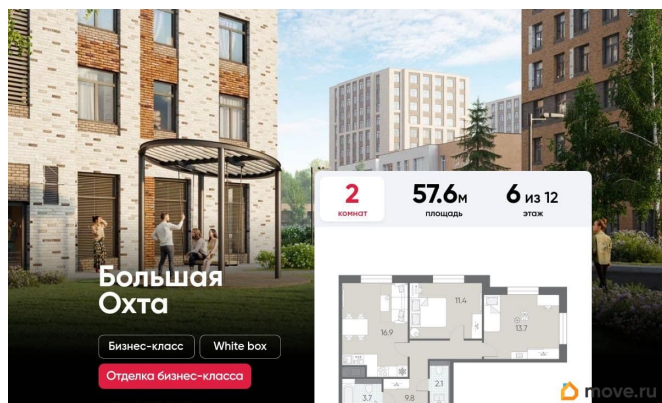 2
комнат
57.6м
площадь
6 из 12
этаж
Большая
Охта
Бизнес-класс
White box
Отделка бизнес-класса
16.9
11.4
13.7
3.7
9.8
2.1
move.ru